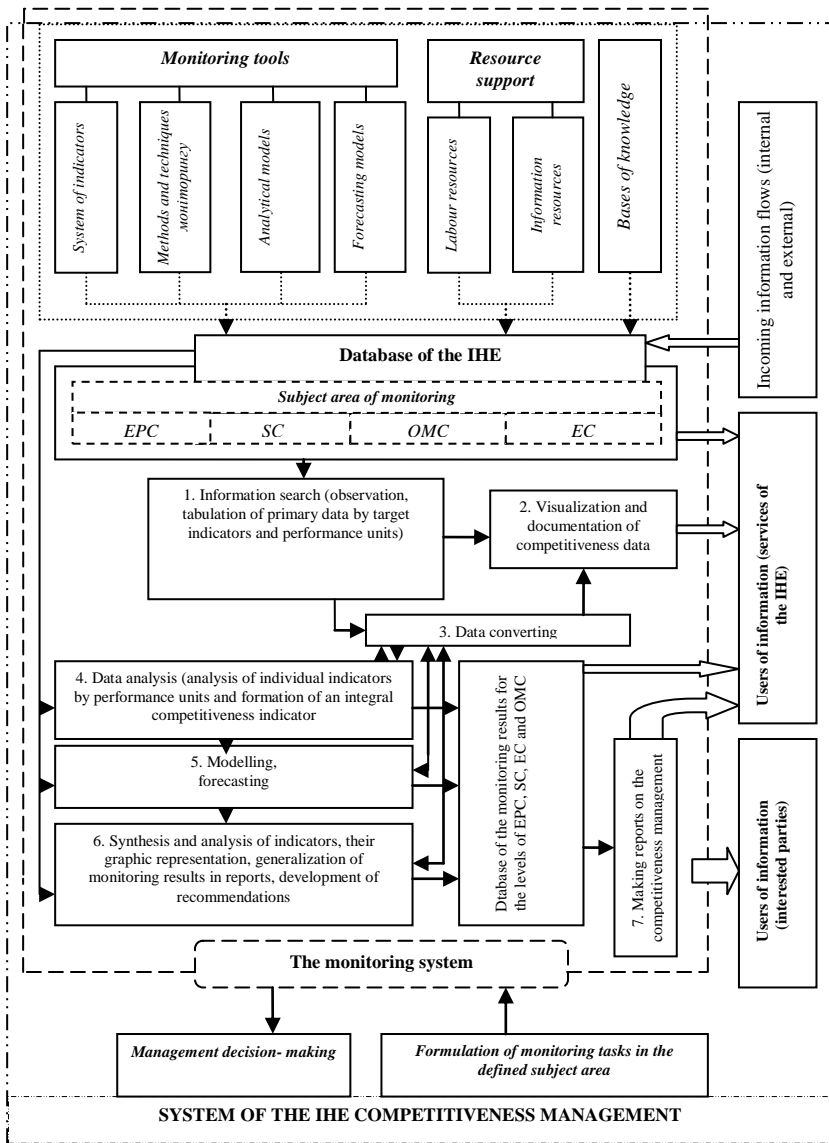 Monitoring tools
Resource
support
Bases of knowledge
System of indicators
Methods and techniques
моніторингу
Analytical models
Forecasting models
Labour resources
Information
resources
Incoming information flows (internal
and external)
Database of the IHE
Subject area of monitoring
EPC
SC
OMC
EC
1. Information search (observation,
tabulation of primary data by target
indicators and performance units)
2. Visualization and
documentation of
competitiveness data
Users of information (services of
the IHE)
3. Data converting
4. Data analysis (analysis of individual indicators
by performance units and formation of an integral
competitiveness indicator
5. Modelling,
forecasting
6. Synthesis and analysis of indicators, their
graphic representation, generalization of
monitoring results in reports, development of
recommendations
Dtabase of the monitoring results for
the levels of EPC, SC, EC and OMC
7. Making reports on the
competitiveness management
Users of information
(interested parties)
The monitoring system
Management decision- making
Formulation of monitoring tasks in the
defined subject area
SYSTEM OF THE IHE COMPETITIVENESS MANAGEMENT